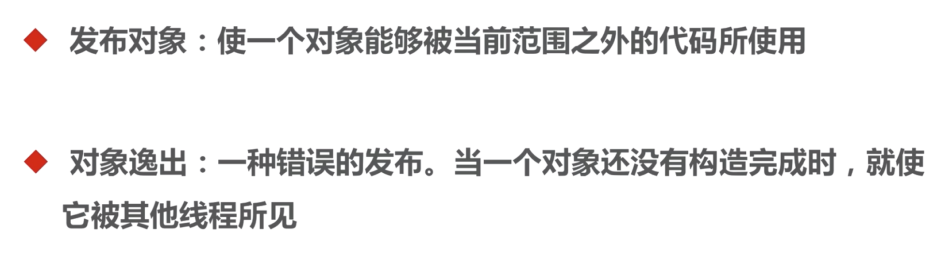 发布对象：使一个对象能够被当前范围之外的代码所使用
对象逸出：一种错误的发布。当一个对象还没有构造完成时，就使
它被其他线程所见